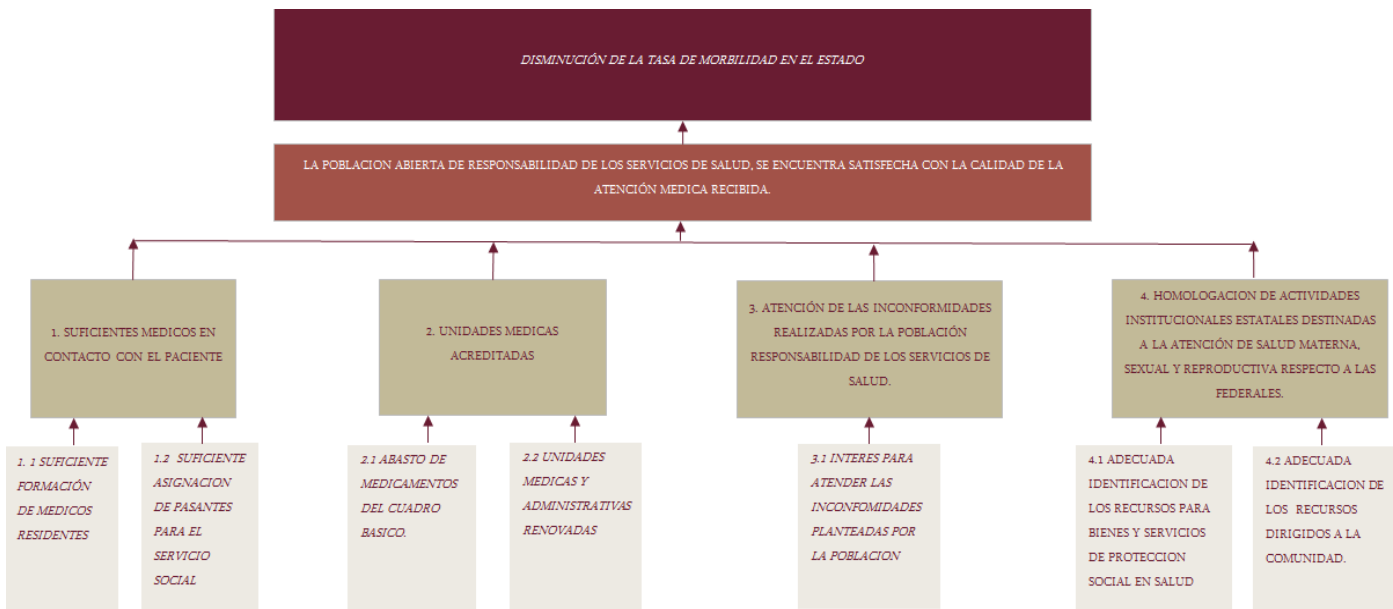 DISMINUCIÓN DE LA TASA DE MORBILIDAD EN EL ESTADO
LA POBLACION ABIERTA DE RESPONSABILIDAD DE LOS SERVICIOS DE SALUD, SE ENCUENTRA SATISFECHA CON LA CALIDAD DE LA
ATENCIÓN MEDICA RECIBIDA.
1. SUFICIENTES MEDICOS EN
CONTACTO CON EL PACIENTE
2. UNIDADES MEDICAS
ACREDITADAS
3. ATENCIÓN DE LAS INCONFORMIDADES
REALIZADAS POR LA POBLACIÓN
RESPONSABILIDAD DE LOS SERVICIOS DE
SALUD.
4. HOMOLOGACION DE ACTIVIDADES
INSTITUCIONALES ESTATALES DESTINADAS
A LA ATENCIÓN DE SALUD MATERNA,
SEXUAL Y REPRODUCTIVA RESPECTO A LAS
FEDERALES.
1. 1 SUFICIENTE
FORMACIÓN
DE MEDICOS
RESIDENTES
1.2 SUFICIENTE
ASIGNACION
DE PASANTES
PARA EL
SERVICIO
SOCIAL
2.1 ABASTO DE
MEDICAMENTOS
DEL CUADRO
BASICO.
2.2 UNIDADES
MEDICAS Y
ADMINISTRATIVAS
RENOVADAS
3.1 INTERES PARA
ATENDER LAS
INCONFOMIDADES
PLANTEADAS POR
LA POBLACION
4.1 ADECUADA
IDENTIFICACION DE
LOS RECURSOS PARA
BIENES Y SERVICIOS
DE PROTECCION
SOCIAL EN SALUD
4.2 ADECUADA
IDENTIFICACION DE
LOS RECURSOS
DIRIGIDOS A LA
COMUNIDAD.